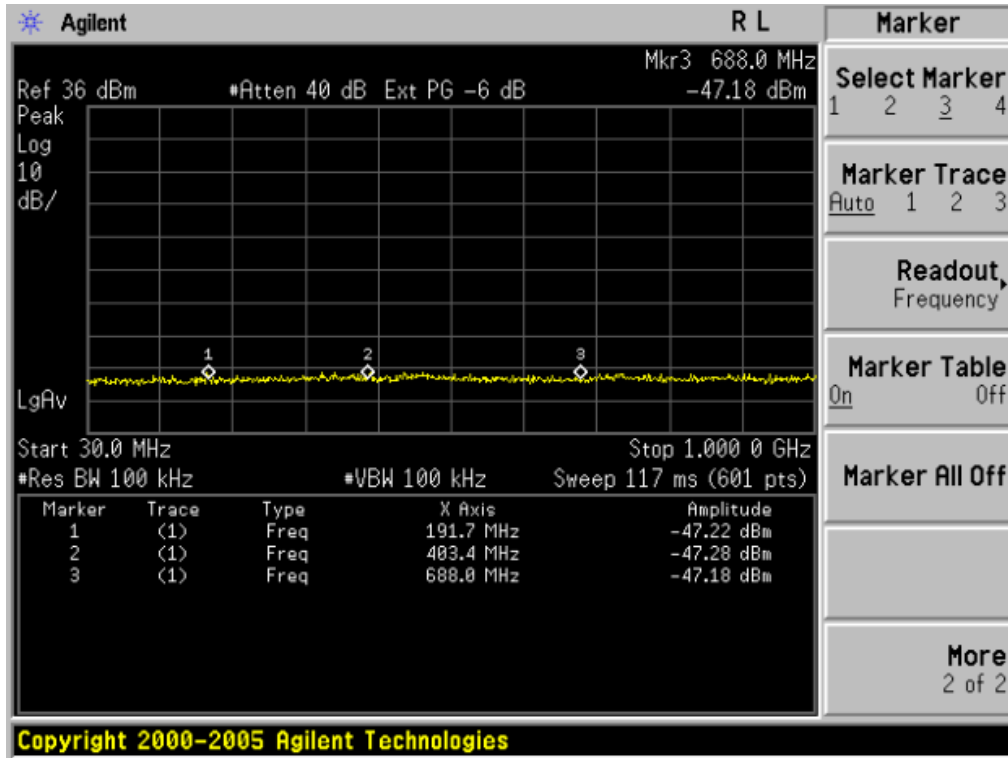 Agilent R L
Mkr3 688.0 MHz
Ref 36 dBm #Atten 40 dB Ext PG -6 dB -47.18 dBm
Peak
Log
10
dB/
1 2 3
LgAv
Start 30.0 MHz Stop 1.000 0 GHz
#Res BW 100 kHz #VBW 100 kHz Sweep 117 ms (601 pts)
Marker Trace Type X Axis Amplitude
1 (1) Freq 191.7 MHz -47.22 dBm
2 (1) Freq 403.4 MHz -47.28 dBm
3 (1) Freq 688.0 MHz -47.18 dBm
Marker
Select Marker
1 2 3 4
Marker Trace
Auto 1 2 3
Readout
Frequency
Marker Table
On Off
Marker All Off
More
2 of 2
Copyright 2000-2005 Agilent Technologies